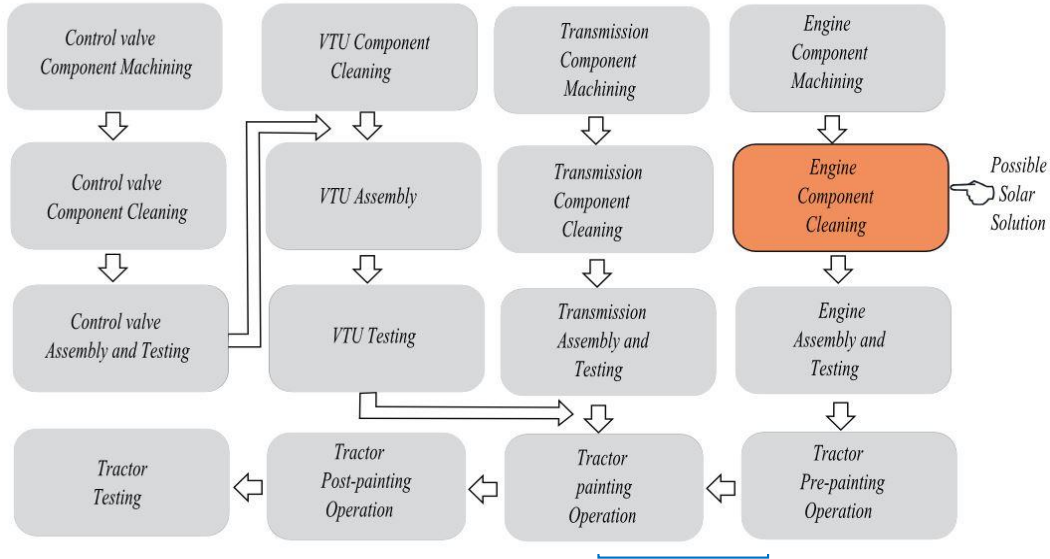 Control valve
Component Machining
VTU Component
Cleaning
Transmission
Component
Machining
Engine
Component
Machining
Control valve
Component Cleaning
VTU Assembly
Transmission
Component
Cleaning
Engine
Component
Cleaning
Possible
Solar
Solution
Control valve
Assembly and Testing
VTU Testing
Transmission
Assembly and
Testing
Engine
Assembly and
Testing
Tractor
Testing
Tractor
Post-painting
Operation
Tractor
painting
Operation
Tractor
Pre-painting
Operation